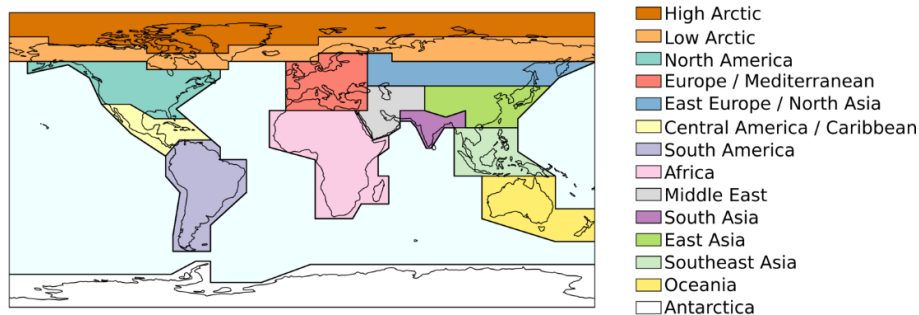 High Arctic
Low Arctic
North America
Europe / Mediterranean
East Europe / North Asia
Central America / Caribbean
South America
Africa
Middle East
South Asia
East Asia
Southeast Asia
Oceania
Antarctica